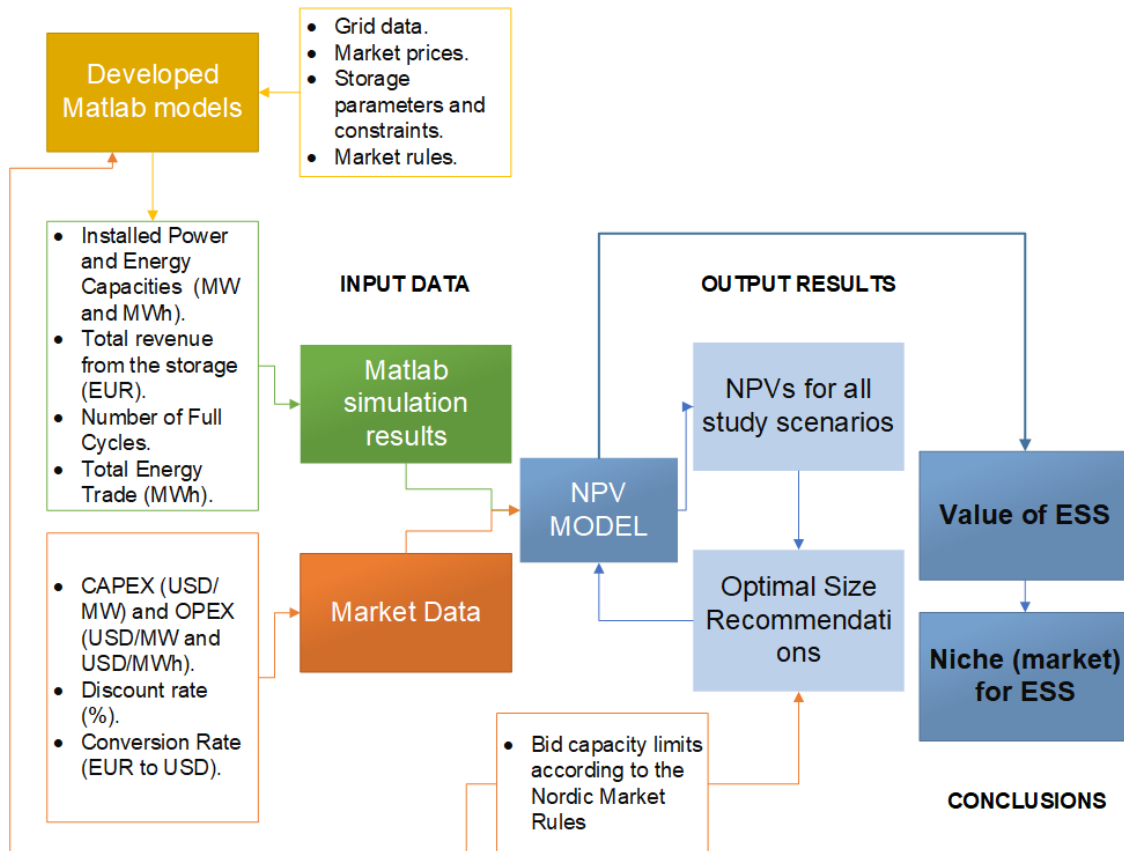 Developed
Matlab models
• Grid data.
• Market prices.
• Storage
parameters and
constraints.
• Market rules.
• Installed Power
and Energy
Capacities (MW
and MWh).
• Total revenue
from the storage
(EUR).
• Number of Full
Cycles.
• Total Energy
Trade (MWh).
INPUT DATA
Matlab
simulation
results
• CAPEX (USD/
MW) and OPEX
(USD/MW and
USD/MWh).
• Discount rate
(%).
• Conversion Rate
(EUR to USD).
Market Data
NPV
MODEL
OUTPUT RESULTS
NPVs for all
study scenarios
Optimal Size
Recommendati
ons
• Bid capacity limits
according to the
Nordic Market
Rules
Value of ESS
Niche (market)
for ESS
CONCLUSIONS